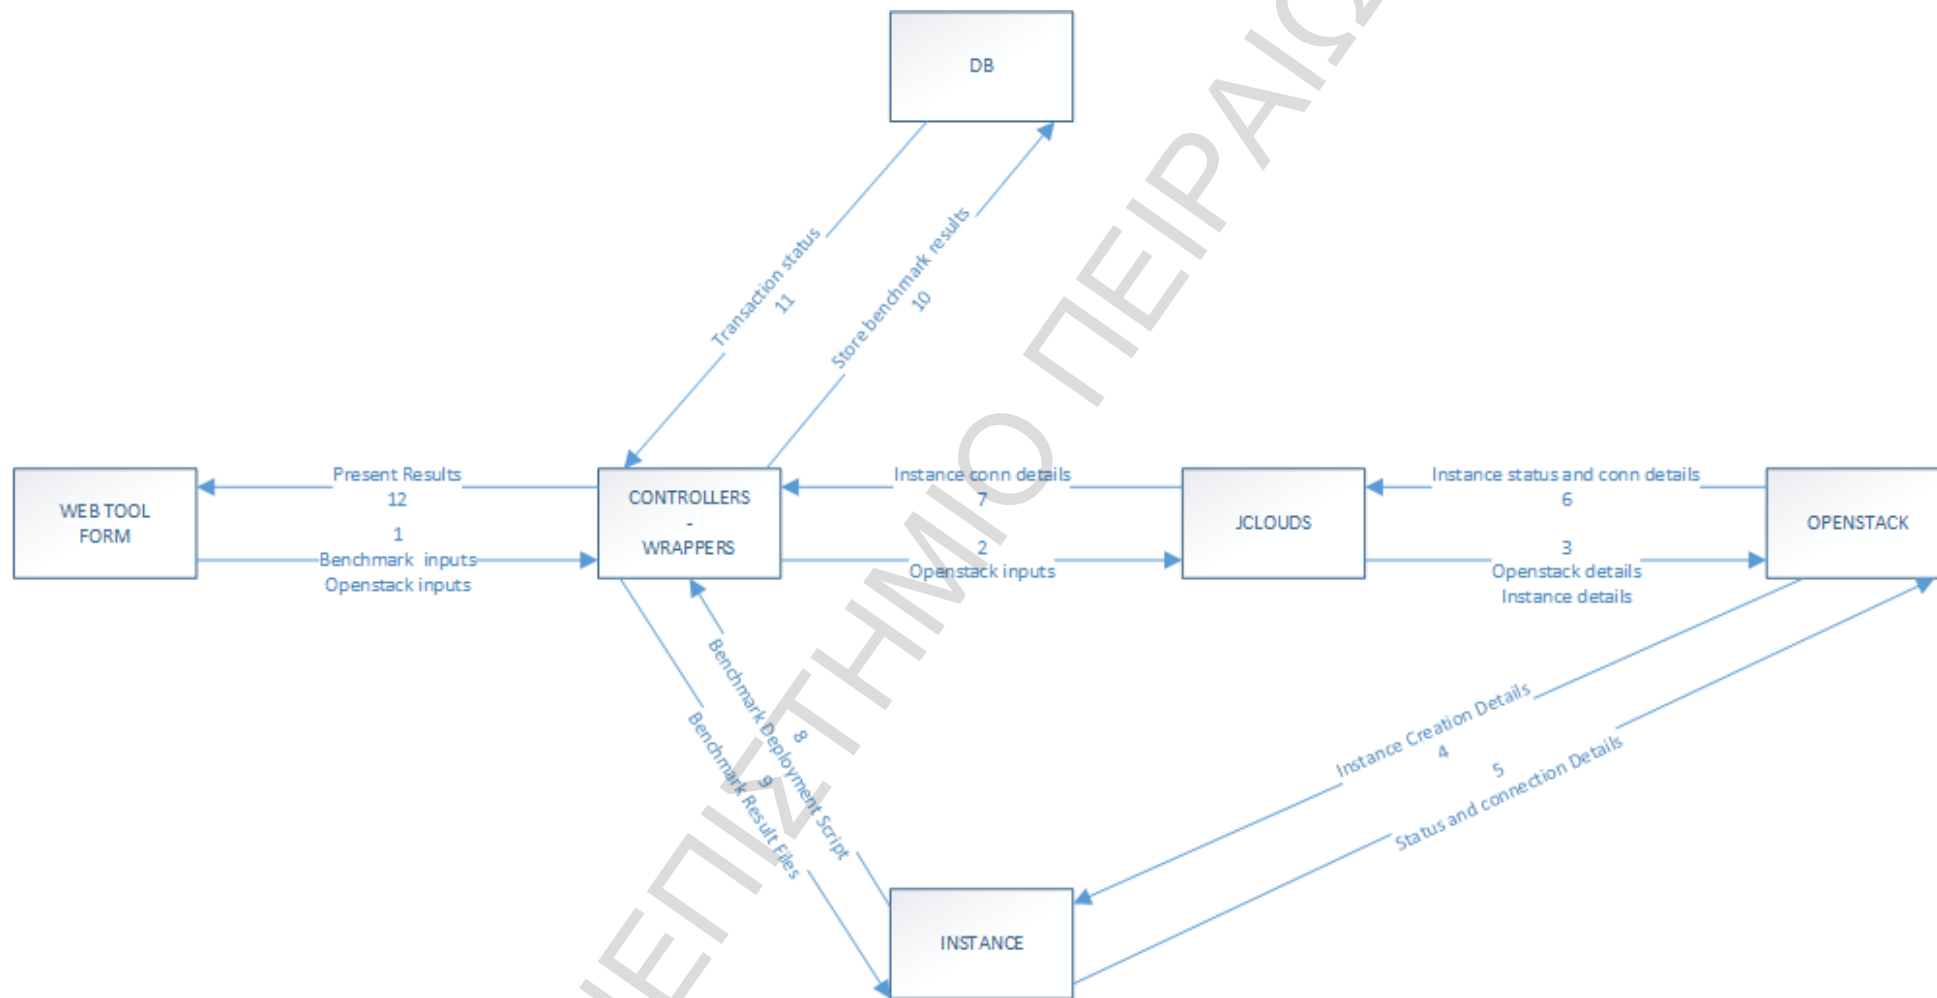 DB
Transaction status
11
Store benchmark results
10
WEB TOOL
FORM
Present Results
12
1
Benchmark inputs
Openstack inputs
CONTROLLERS
-
WRAPPERS
Instance conn details
7
2
Openstack inputs
JCLOUDS
Instance status and conn details
6
3
Openstack details
Instance details
OPENSTACK
Benchmark Deployment Script
8
Benchmark Result Files
9
Instance Creation Details
4
5
Status and connection Details
INSTANCE
ΝΕΠΙΣΤΗΜΙΟ ΠΕΙΡΑΙΩ